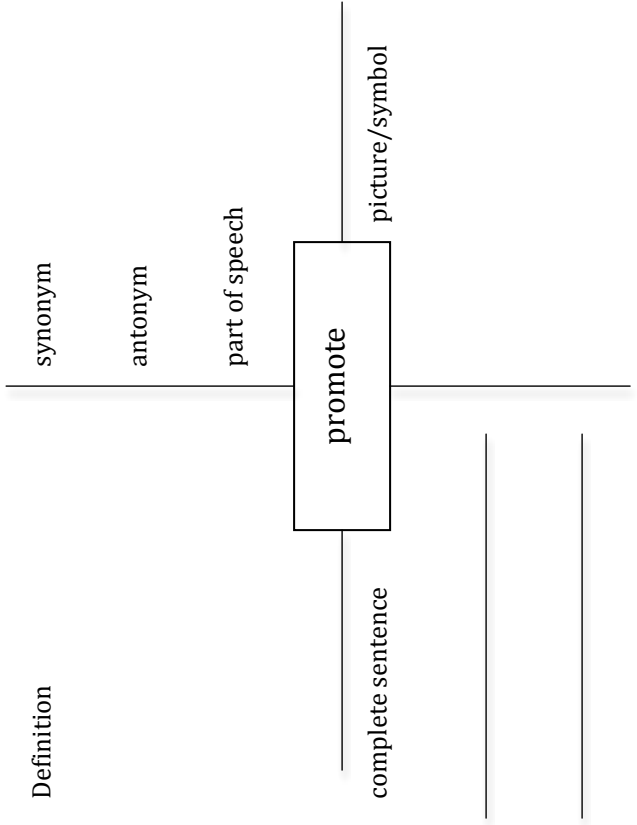 Definition
synonym
antonym
part of speech
promote
complete sentence
picture/symbol